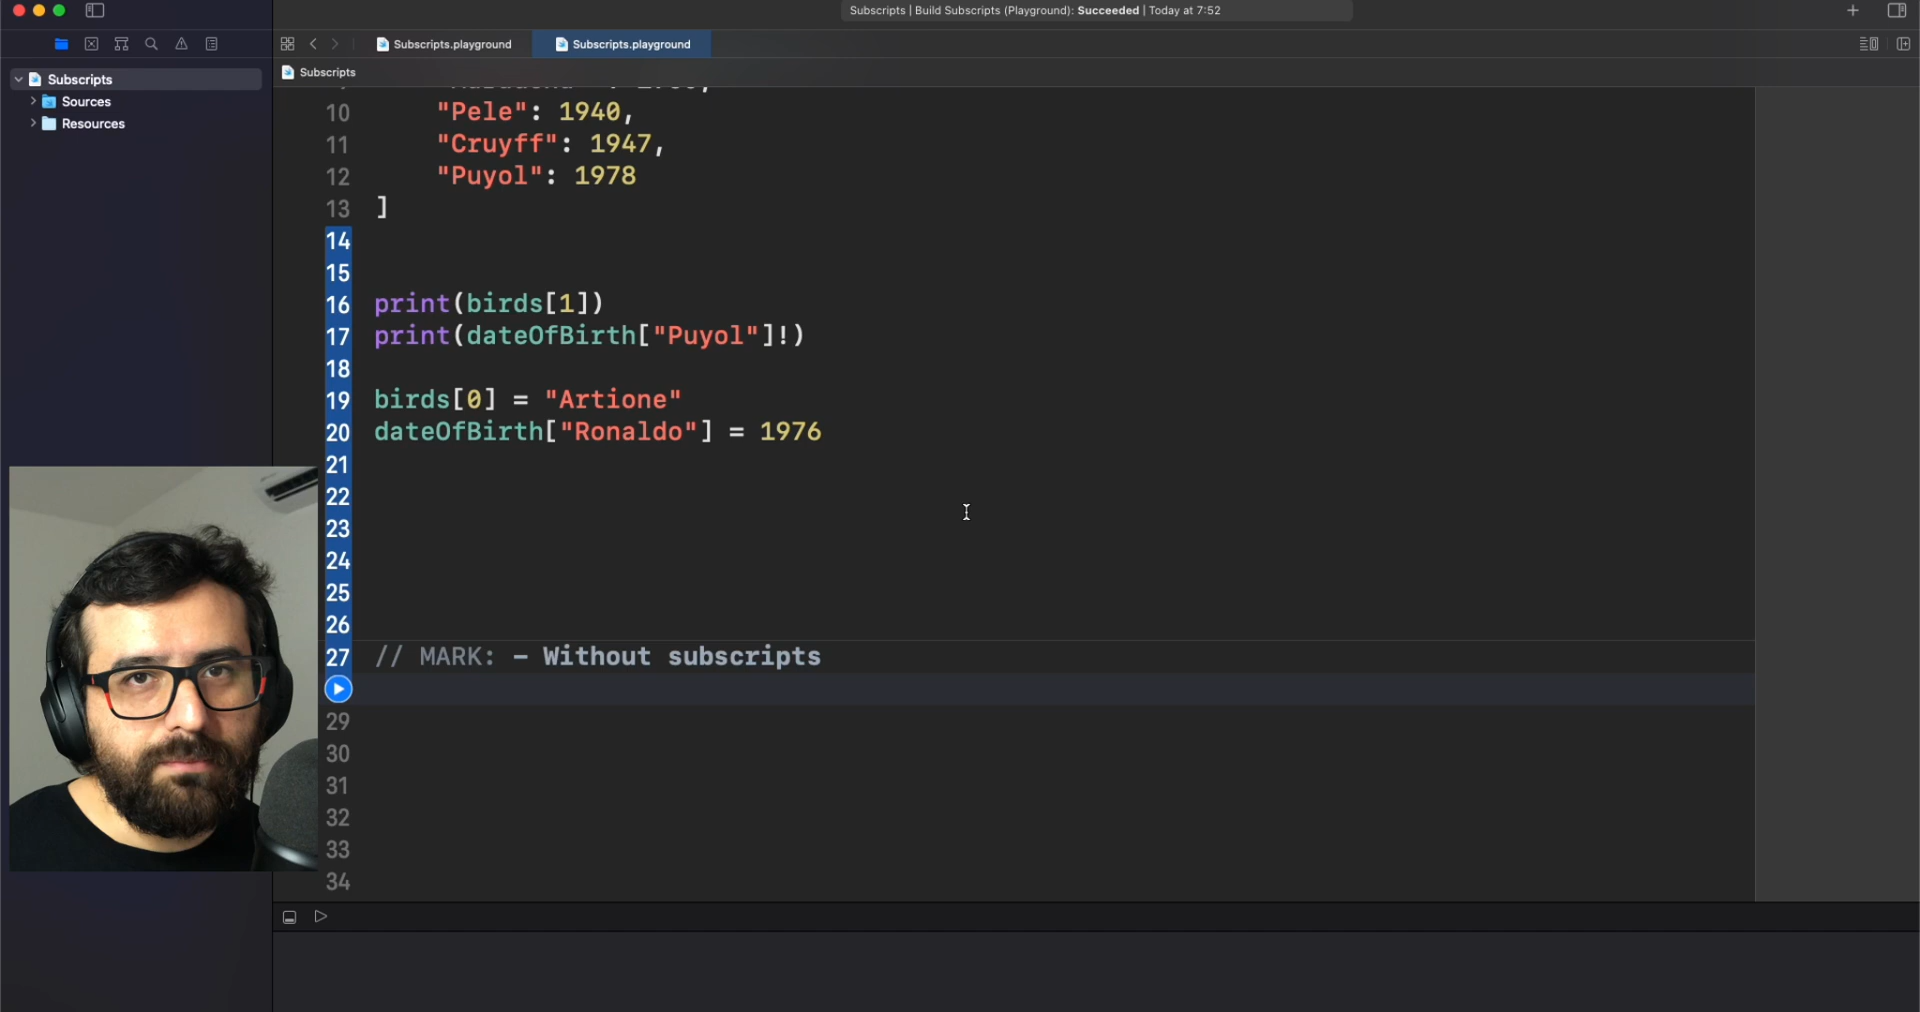 Subscripts | Build Subscripts (Playground): Succeeded | Today at 7:52
Subscripts.playground
Subscripts.playground
Subscripts
Subscripts
Sources
Resources
10 "Pele": 1940,
11 "Cruyff": 1947,
12 "Puyol": 1978
13 ]
14
15
16 print(birds[1])
17 print(dateOfBirth["Puyol"]!)
18
19 birds[0] = "Artione"
20 dateOfBirth["Ronaldo"] = 1976
21
22
23
24
25
26
27 // MARK: - Without subscripts
29
30
31
32
33
34